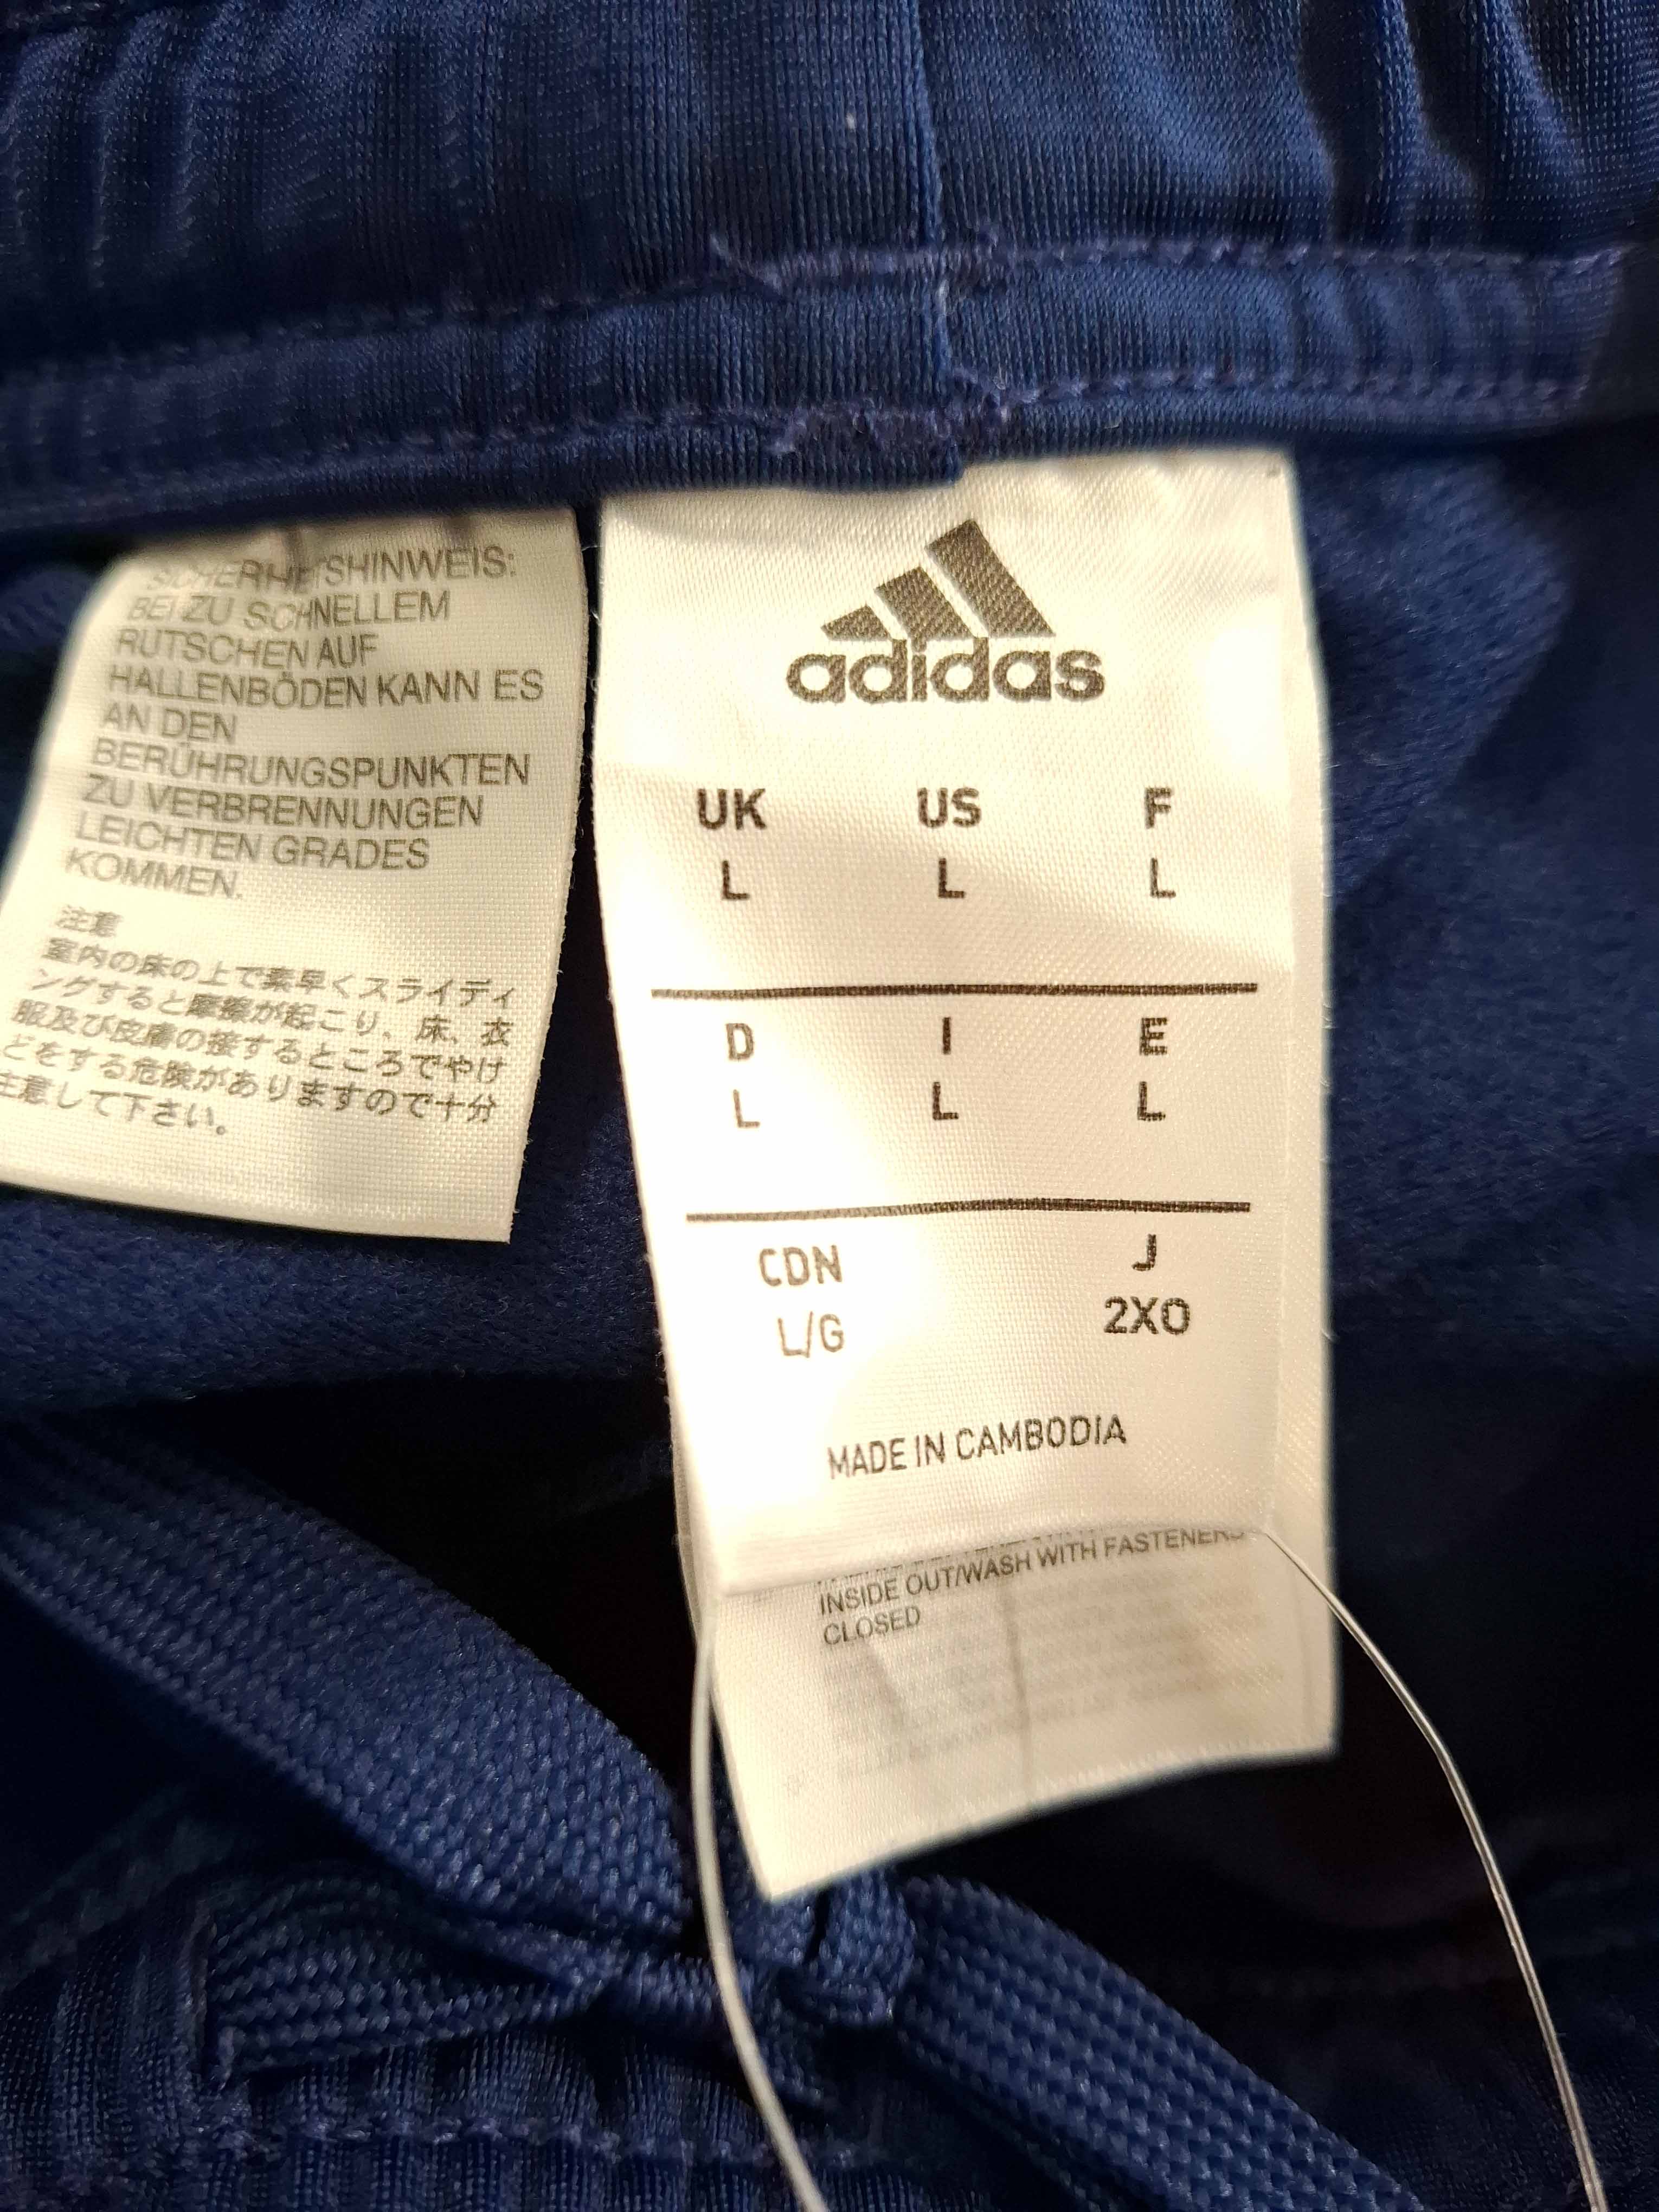 SICHERHEITSHINWEIS:
BEI ZU SCHNELLEM
RUTSCHEN AUF
HALLENBÖDEN KANN ES
AN DEN
BERÜHRUNGSPUNKTEN
ZU VERBRENNUNGEN
LEICHTEN GRADES
KOMMEN.
注意
室内の床の上で素早くスライディ
ングすると摩擦が起こり、床、衣
服及び皮膚の接するところでやけ
どをする危険がありますので十分
注意して下さい。
adidas
UK US F
L L L
D I E
L L L
CDN J
L/G 2XO
MADE IN CAMBODIA
INSIDE OUT/WASH WITH FASTENERS
CLOSED